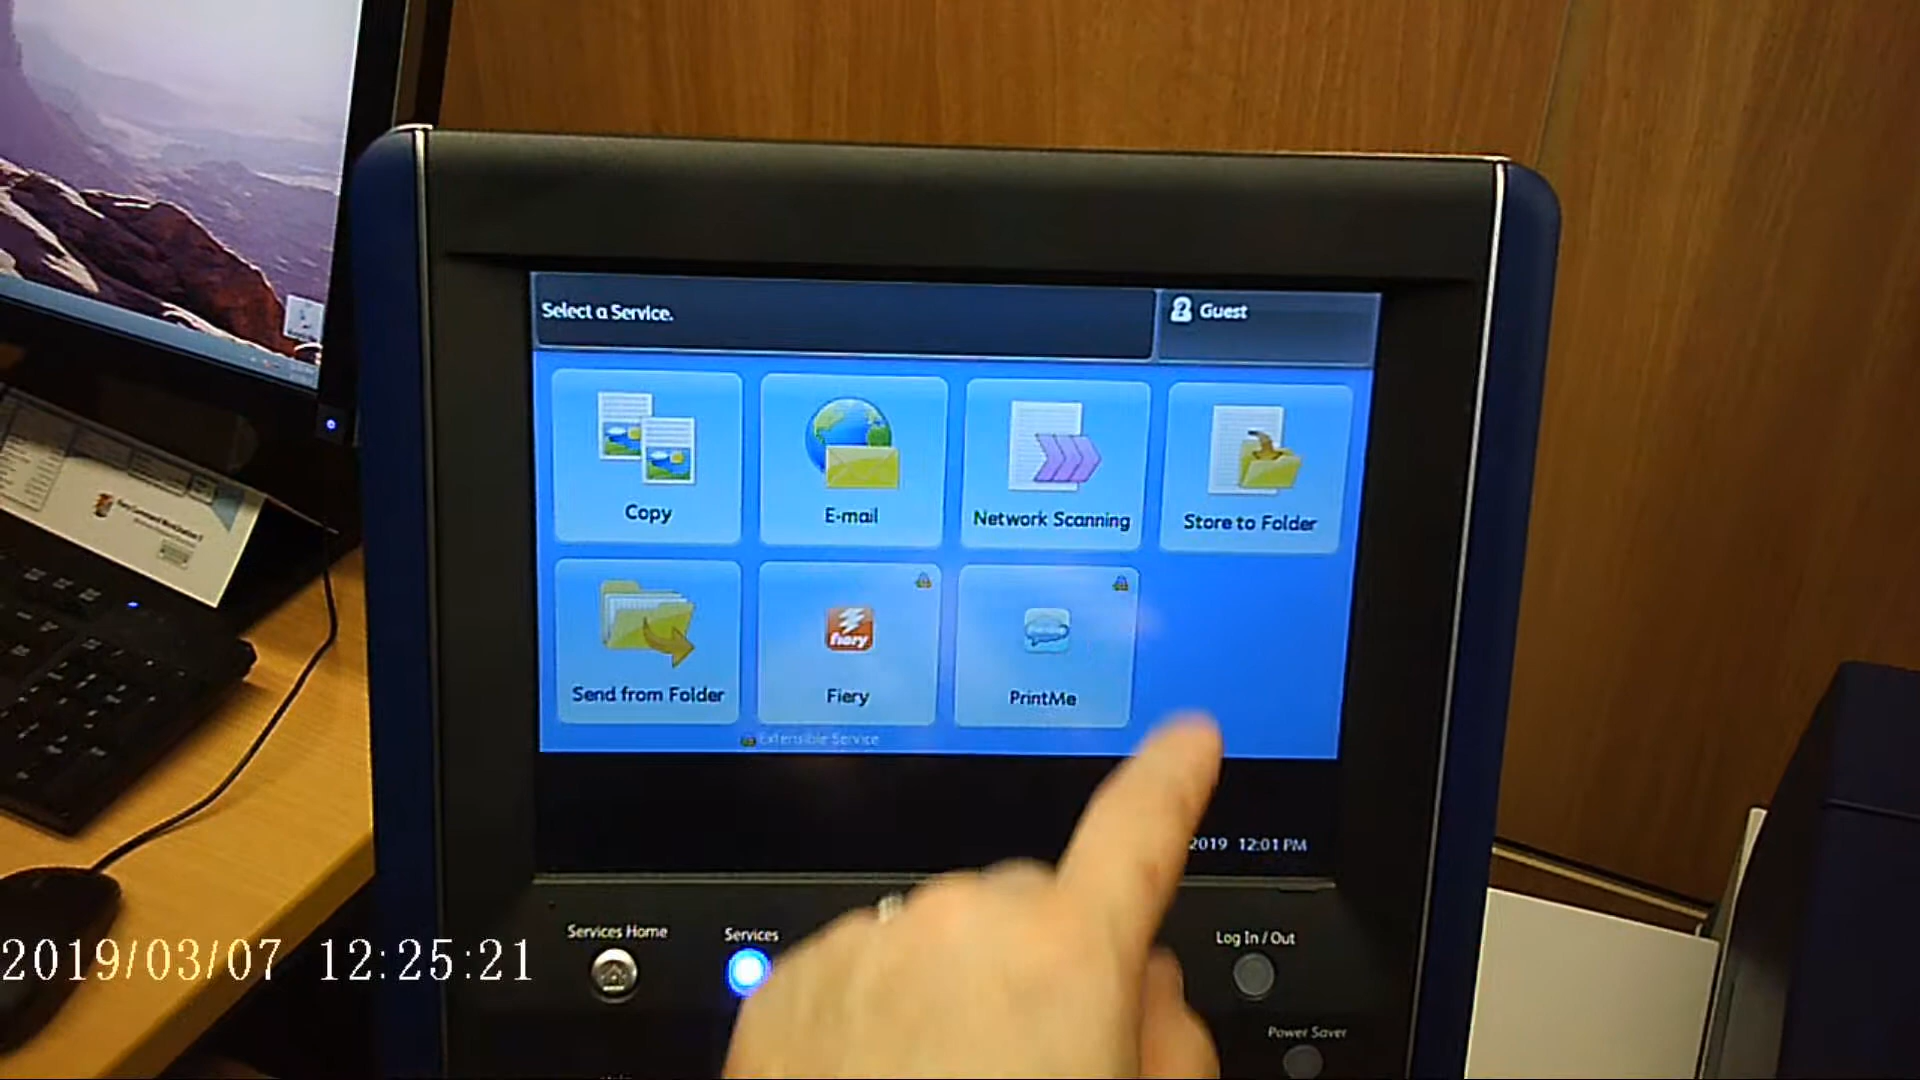 Select a Service.
Guest
Copy
E-mail
Network Scanning
Store to Folder
fiery
Send from Folder
Fiery
PrintMe
Extensible Service
2019 12:01 PM
Services Home
Services
Log In / Out
Power Saver
2019/03/07 12:25:21